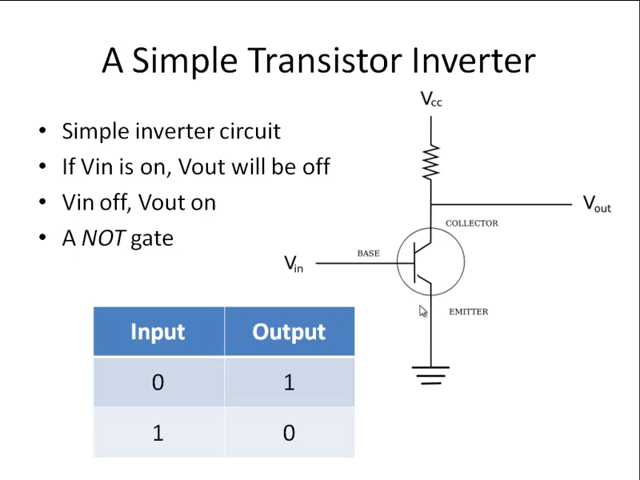 A Simple Transistor Inverter
• Simple inverter circuit
• If Vin is on, Vout will be off
• Vin off, Vout on
• A NOT gate
Vcc
Vout
COLLECTOR
BASE
Vin
EMITTER
Input Output
0 1
1 0